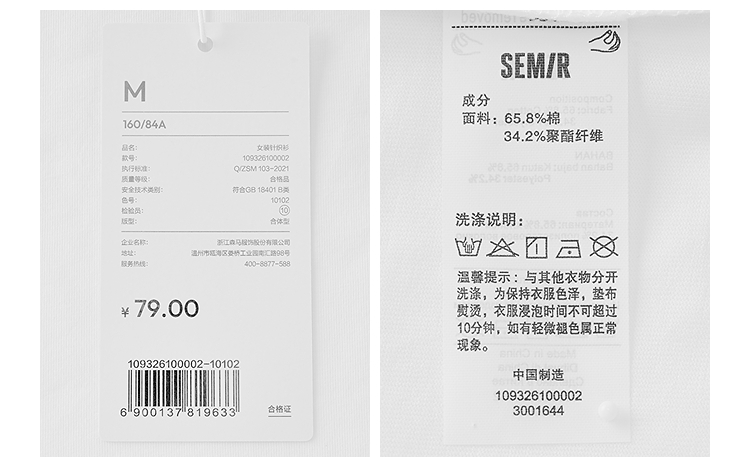 M
160/84A
品名: 女装针织衫
款号: 109326100002
执行标准: Q/ZSM 103-2021
质量等级: 合格品
安全技术类别: 符合GB 18401 B类
色号: 10102
检验员: 10
版型: 合体型
企业名称: 浙江森马服饰股份有限公司
地址: 温州市瓯海区娄桥工业园南汇路98号
服务热线: 400-8877-588
¥ 79.00
109326100002-10102
6 900137 819633
合格证
SEMIR
成分
面料: 65.8%棉
34.2%聚酯纤维
洗涤说明:
温馨提示: 与其他衣物分开
洗涤, 为保持衣服色泽, 垫布
熨烫, 衣服浸泡时间不可超过
10分钟, 如有轻微褪色属正常
现象。
中国制造
109326100002
3001644